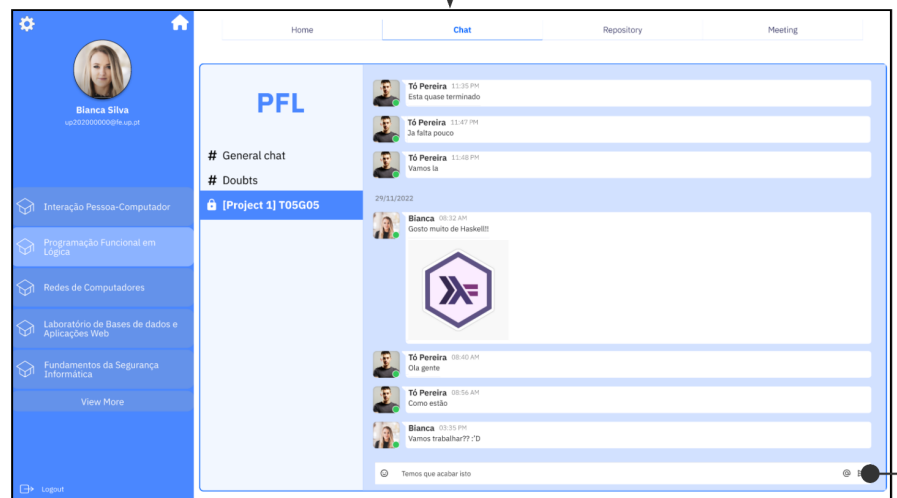 Home
Chat
Repository
Meeting
Bianca Silva
up202000000@fe.up.pt
Interação Pessoa-Computador
Programação Funcional em
Lógica
Redes de Computadores
Laboratório de Bases de dados e
Aplicações Web
Fundamentos da Segurança
Informática
View More
Logout
PFL
# General chat
# Doubts
[Project 1] T05G05
Tó Pereira 11:35 PM
Esta quase terminado
Tó Pereira 11:47 PM
Ja falta pouco
Tó Pereira 11:48 PM
Vamos la
29/11/2022
Bianca 08:32 AM
Gosto muito de Haskell!!
Tó Pereira 08:40 AM
Ola gente
Tó Pereira 08:56 AM
Como estão
Bianca 03:35 PM
Vamos trabalhar?? :'D
Temos que acabar isto
@